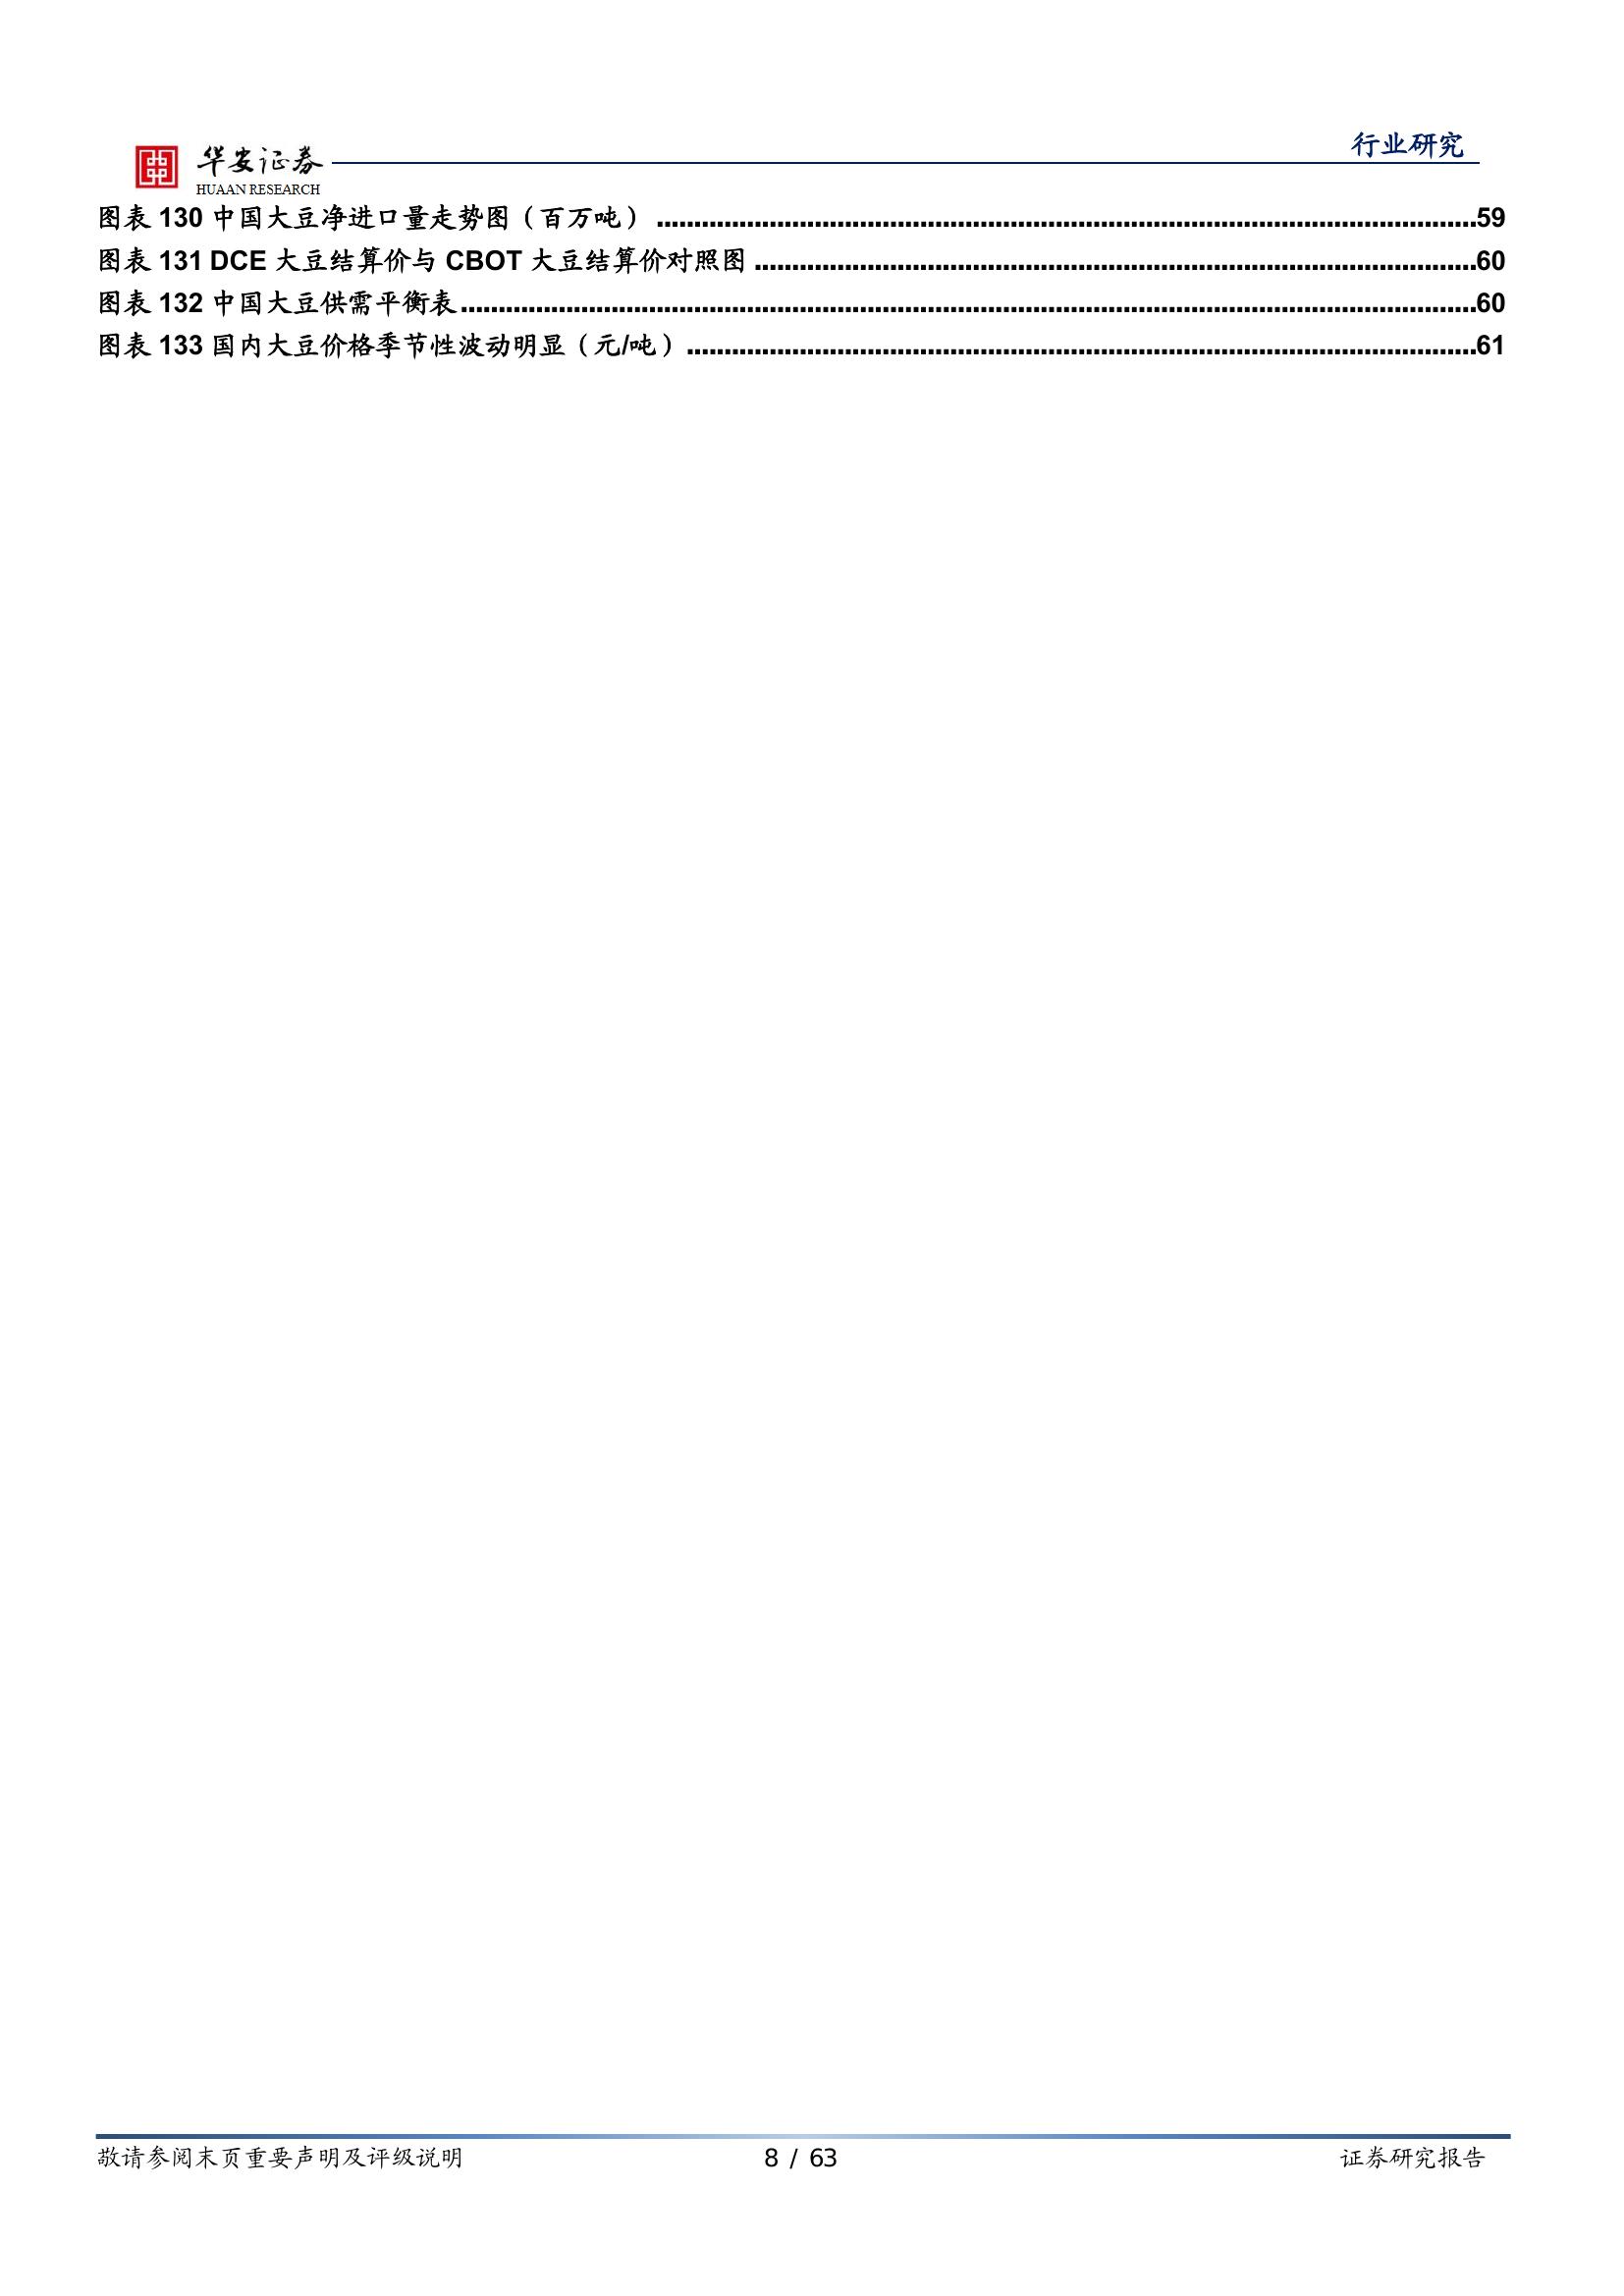 行业研究
华安证券
HUAAN RESEARCH
图表 130 中国大豆净进口量走势图（百万吨） ............................................................................................................59
图表 131 DCE 大豆结算价与 CBOT 大豆结算价对照图 ...............................................................................................60
图表 132 中国大豆供需平衡表......................................................................................................................................60
图表 133 国内大豆价格季节性波动明显（元/吨） ........................................................................................................61
敬请参阅末页重要声明及评级说明
8 / 63
证券研究报告